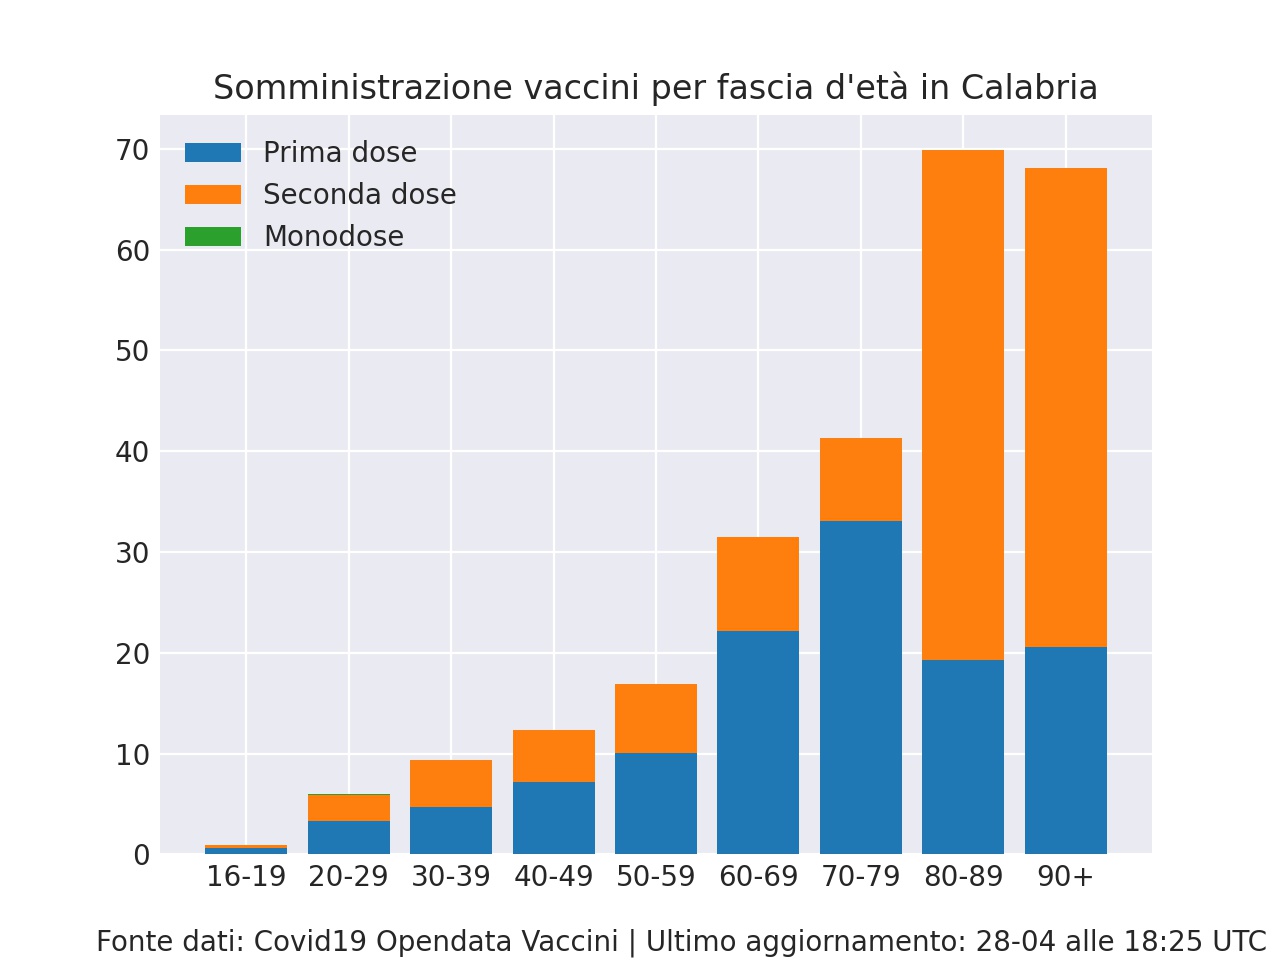 Somministrazione vaccini per fascia d'età in Calabria
Prima dose
Seconda dose
Monodose
70
60
50
40
30
20
10
0
16-19 20-29 30-39 40-49 50-59 60-69 70-79 80-89 90+
Fonte dati: Covid19 Opendata Vaccini | Ultimo aggiornamento: 28-04 alle 18:25 UTC